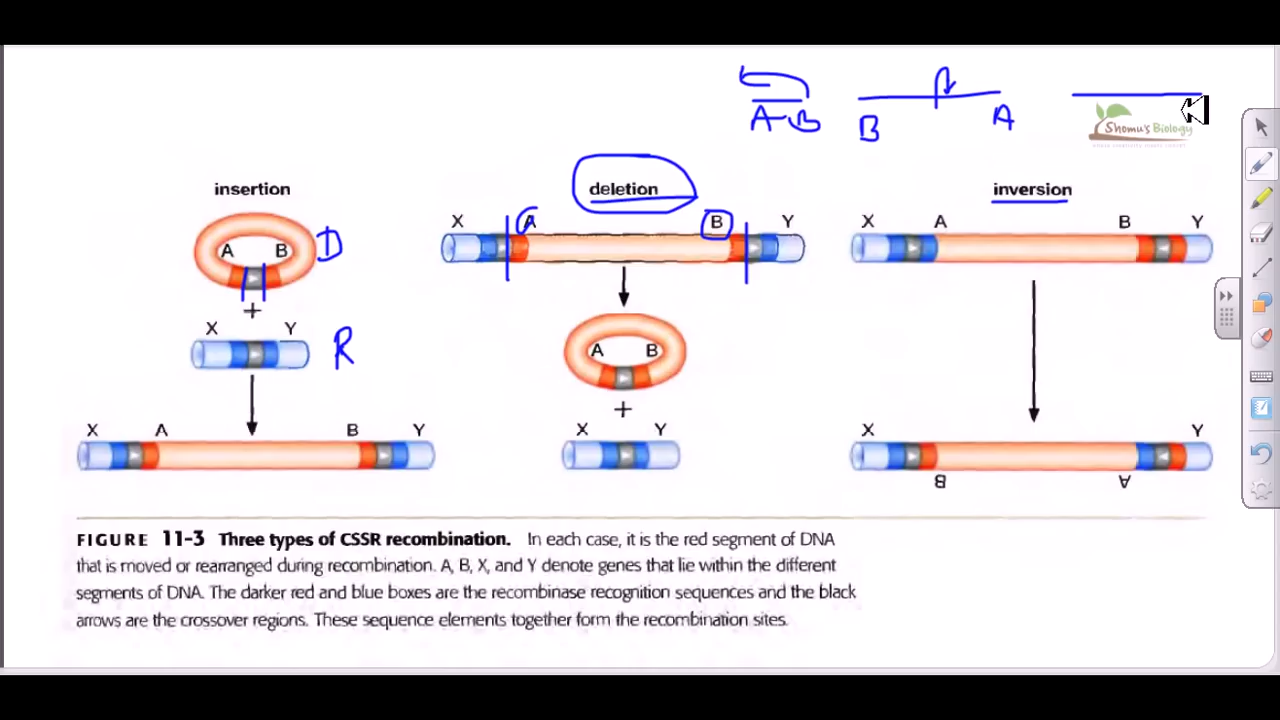 A-B
B A
Shomu's Biology
insertion deletion inversion
X A B Y X A B Y
A B D
+
X Y R
A B
+
X A B Y X Y X Y
B A
FIGURE 11-3 Three types of CSSR recombination. In each case, it is the red segment of DNA
that is moved or rearranged during recombination. A, B, X, and Y denote genes that lie within the different
segments of DNA. The darker red and blue boxes are the recombinase recognition sequences and the black
arrows are the crossover regions. These sequence elements together form the recombination sites.